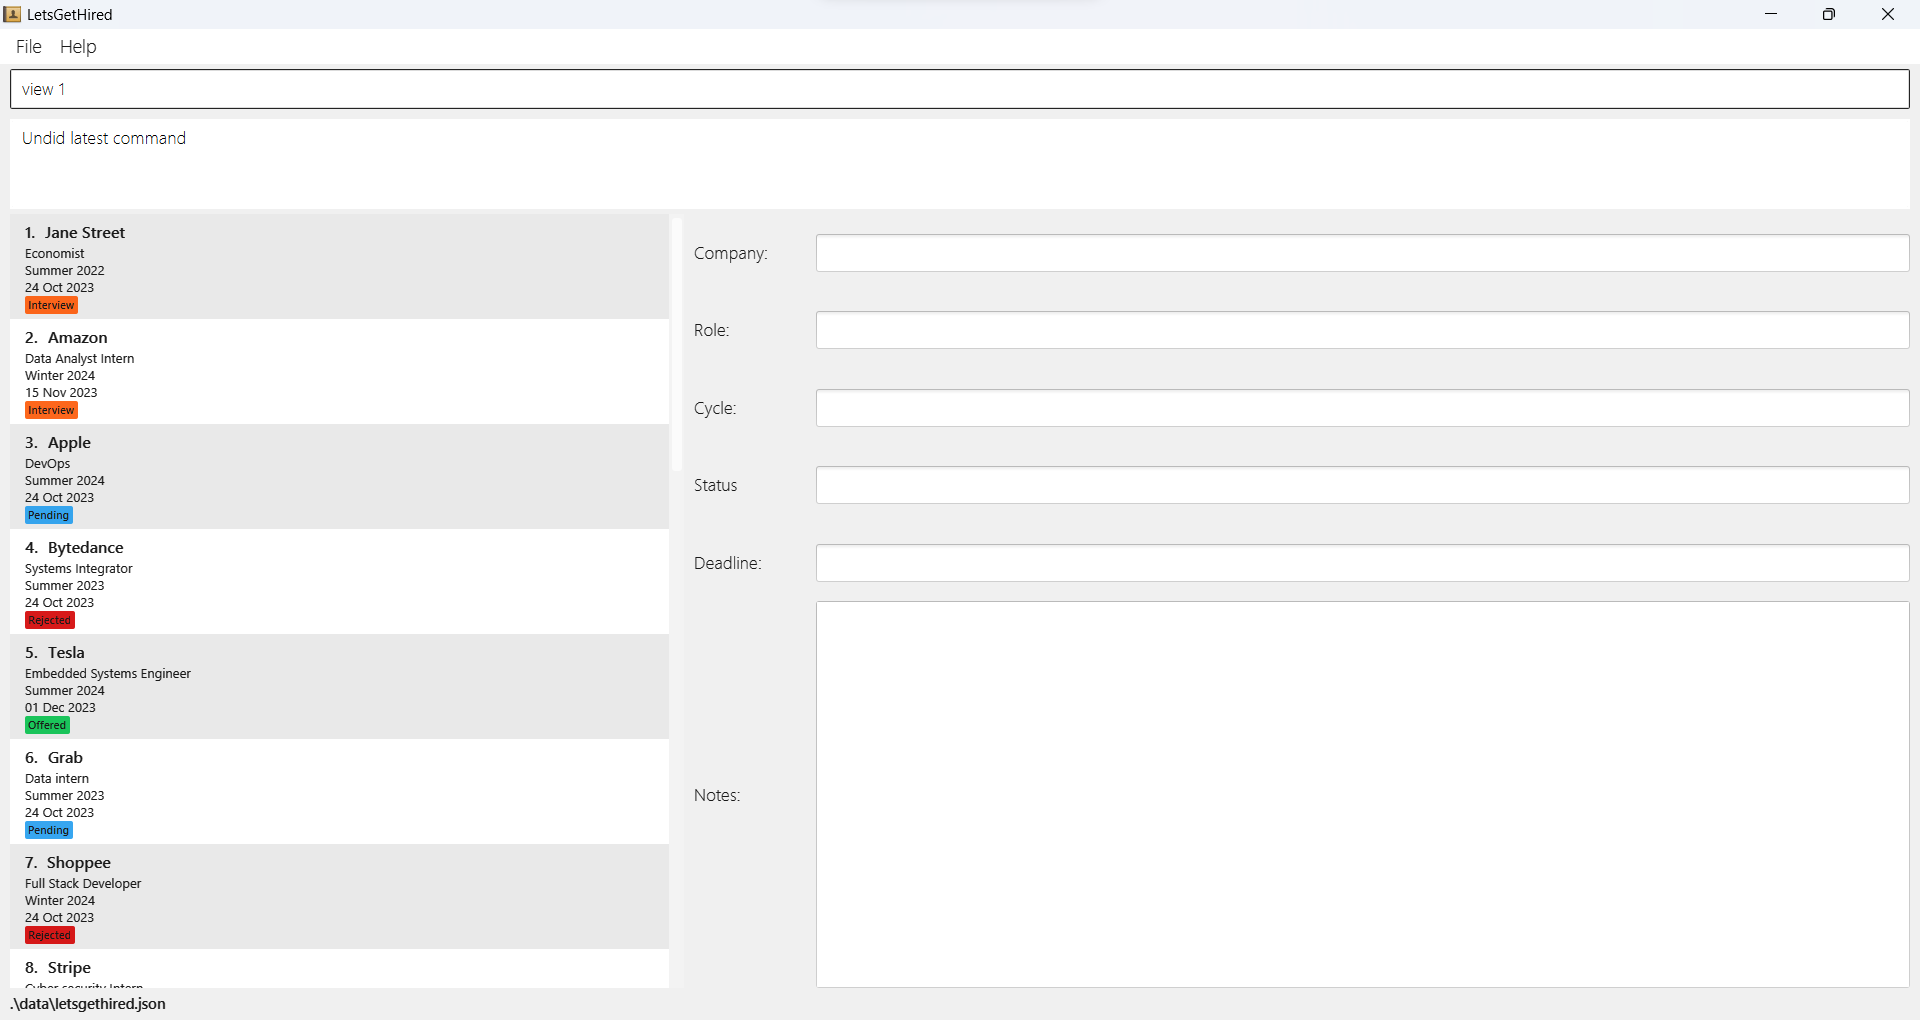 LetsGetHired
File Help
view 1
Undid latest command
1. Jane Street
Economist
Summer 2022
24 Oct 2023
Interview
2. Amazon
Data Analyst Intern
Winter 2024
15 Nov 2023
Interview
3. Apple
DevOps
Summer 2024
24 Oct 2023
Pending
4. Bytedance
Systems Integrator
Summer 2023
24 Oct 2023
Rejected
5. Tesla
Embedded Systems Engineer
Summer 2024
01 Dec 2023
Offered
6. Grab
Data intern
Summer 2023
24 Oct 2023
Pending
7. Shoppee
Full Stack Developer
Winter 2024
24 Oct 2023
Rejected
8. Stripe
Cyber security Intern
Company:
Role:
Cycle:
Status
Deadline:
Notes:
.\data\letsgethired.json